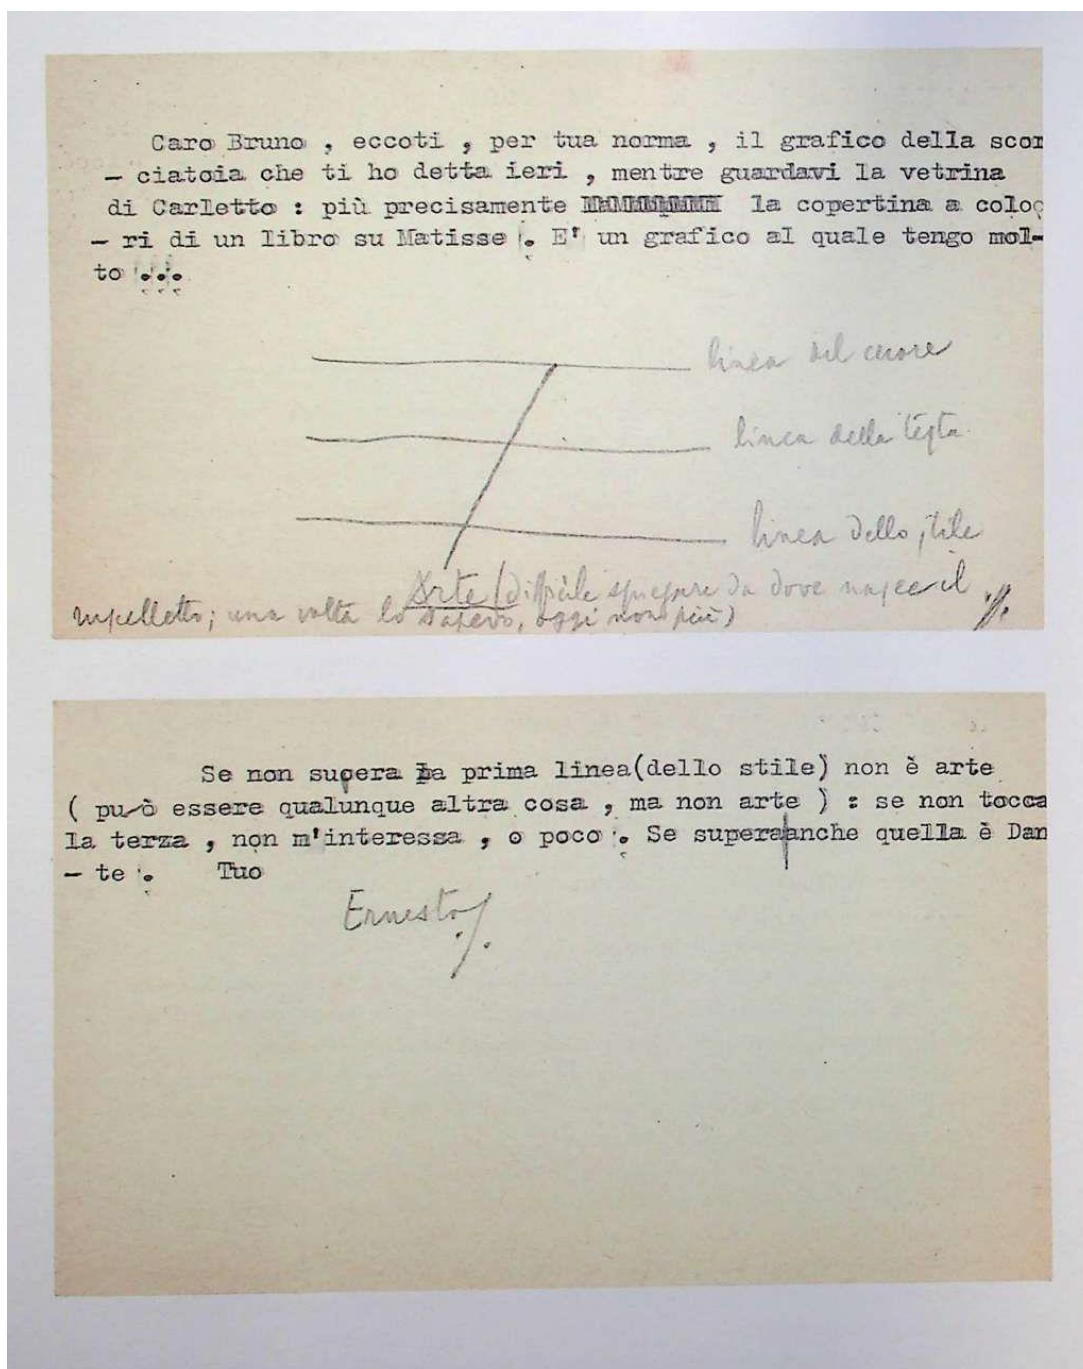 Caro Bruno , eccoti , per tua norma , il grafico della scor
- ciatoia che ti ho detta ieri , mentre guardavi la vetrina
di Carletto : più precisamente la copertina a colo
- ri di un libro su Matisse . E' un grafico al quale tengo mol-
to ...
linea del cuore
linea della testa
linea dello stile
Arte (difficile spiegare da dove nasce il
ruscelletto; una volta lo sapevo, oggi non più)
Se non supera la prima linea(dello stile) non è arte
( può essere qualunque altra cosa , ma non arte ) : se non tocca
la terza , non m'interessa , o poco . Se supera anche quella è Dan
- te . Tuo
Ernesto